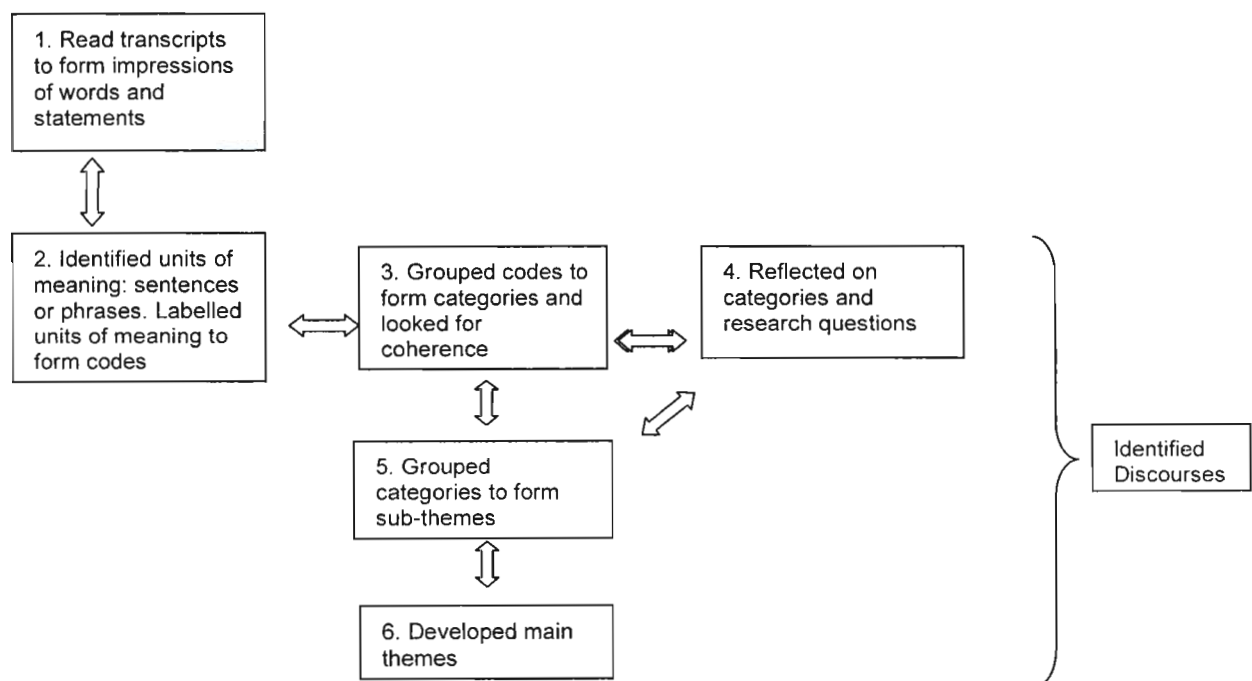 1. Read transcripts
to form impressions
of words and
statements
2. Identified units of
meaning: sentences
or phrases. Labelled
units of meaning to
form codes
3. Grouped codes to
form categories and
looked for
coherence
4. Reflected on
categories and
research questions
5. Grouped
categories to form
sub-themes
6. Developed main
themes
Identified
Discourses